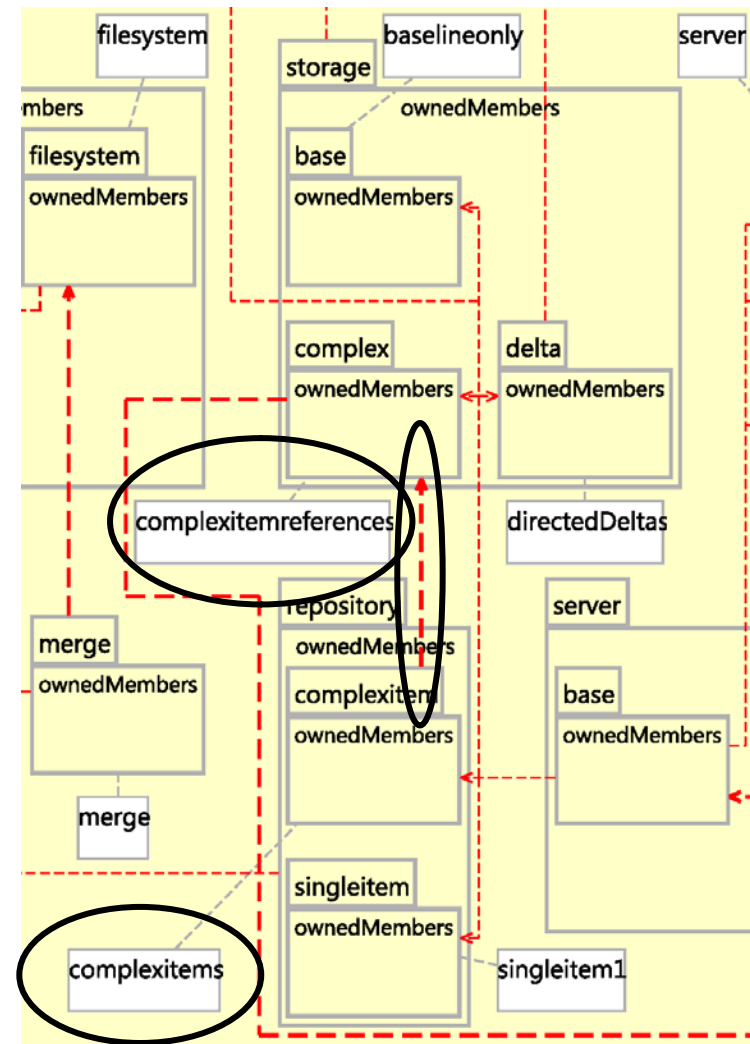 filesystem
baselineonly
server
storage
mbers
ownedMembers
filesystem
base
ownedMembers
ownedMembers
complex
delta
ownedMembers
ownedMembers
complexitemreferences
directedDeltas
repository
server
merge
ownedMembers
ownedMembers
complexitem
base
ownedMembers
ownedMembers
merge
singleitem
ownedMembers
complexitems
singleitem1